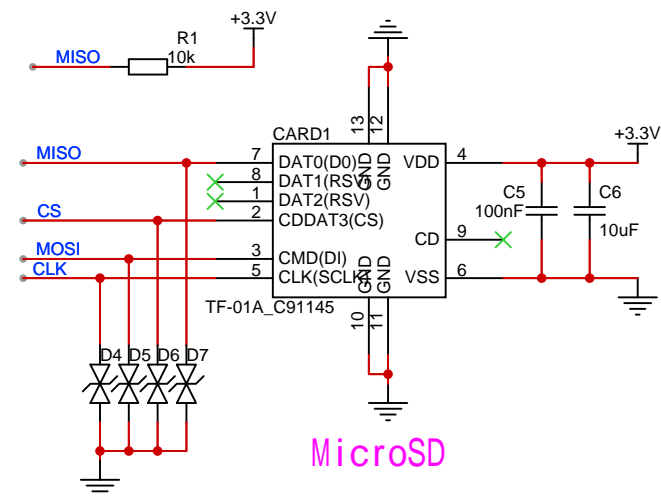 +3.3V
R1
MISO
10k
13
12
CARD1
+3.3V
MISO
7
DAT0(D0)
GND
GND
VDD
4
8
DAT1(RSV)
1
DAT2(RSV)
C5
C6
CS
2
CDDAT3(CS)
100nF
10uF
CD
9
MOSI
3
CMD(DI)
CLK
5
CLK(SCLK)
GND
GND
VSS
6
TF-01A_C91145
10
11
D4
D5
D6
D7
MicroSD